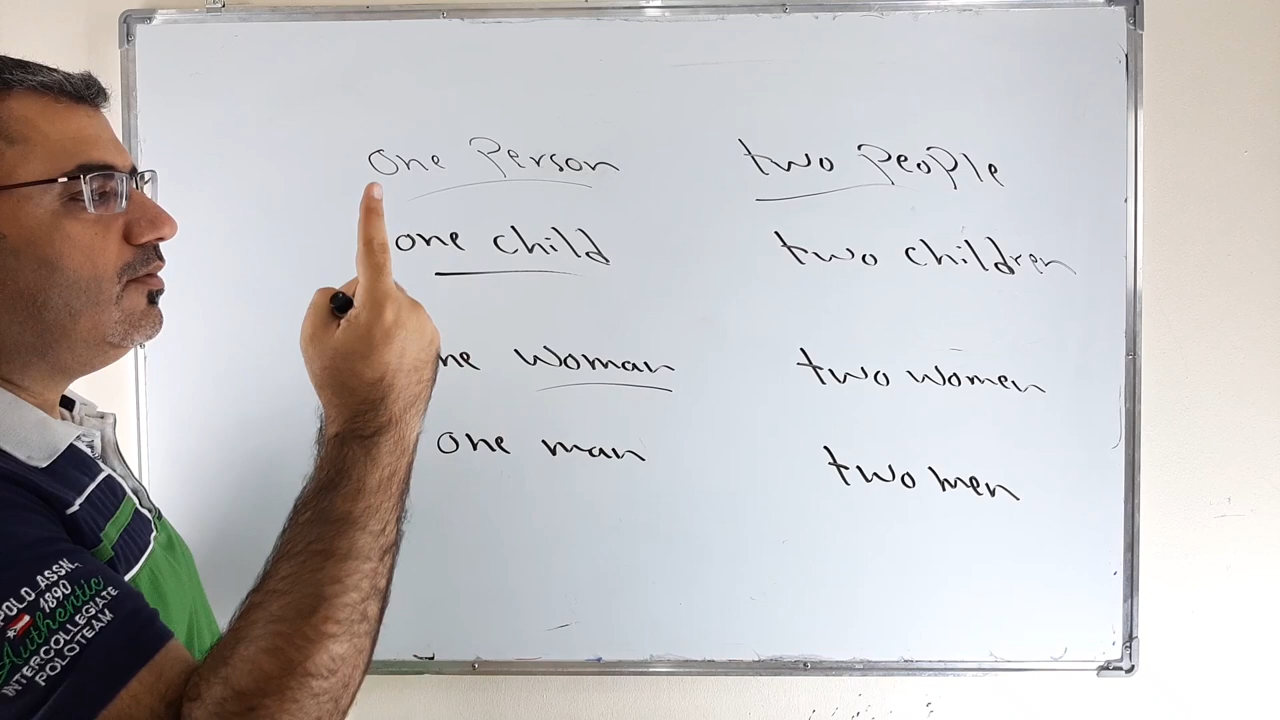 one Person two people
one child two children
ne woman two women
one man two men
POLO ASSN.
1890
Authentic
INTERCOLLEGIATE
POLO TEAM